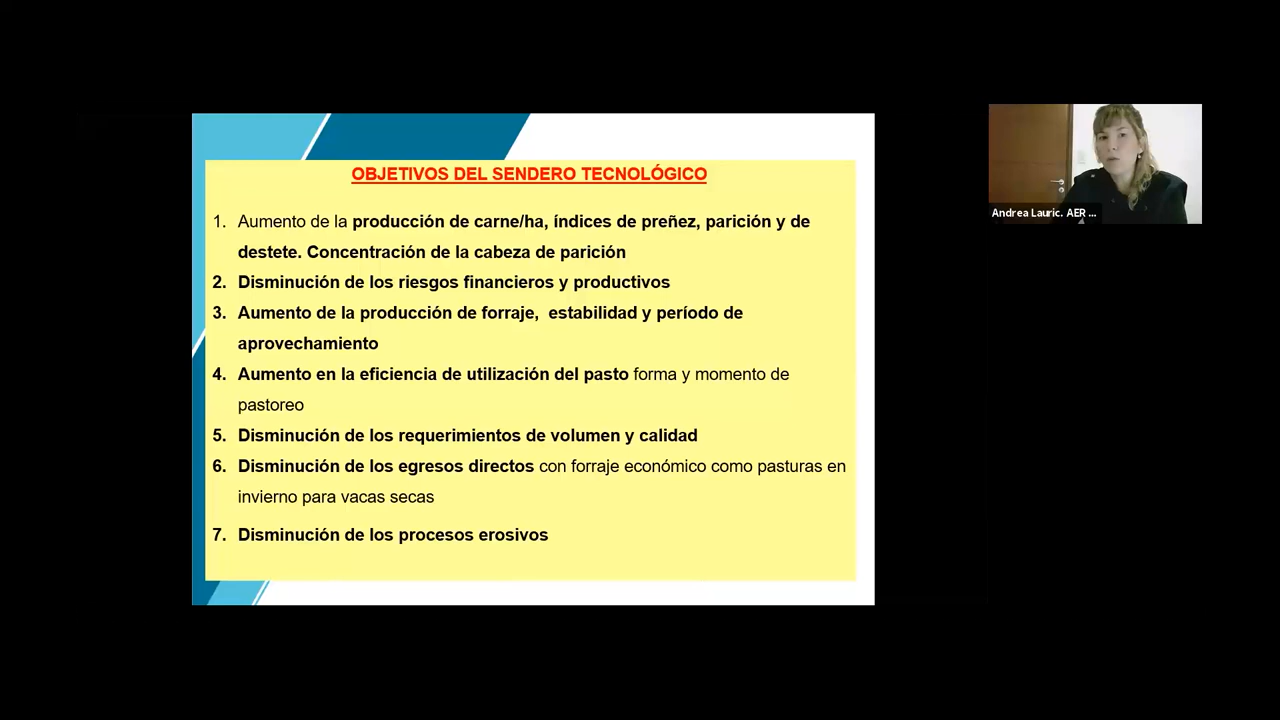 OBJETIVOS DEL SENDERO TECNOLÓGICO
1. Aumento de la producción de carne/ha, índices de preñez, parición y de
destete. Concentración de la cabeza de parición
2. Disminución de los riesgos financieros y productivos
3. Aumento de la producción de forraje, estabilidad y período de
aprovechamiento
4. Aumento en la eficiencia de utilización del pasto forma y momento de
pastoreo
5. Disminución de los requerimientos de volumen y calidad
6. Disminución de los egresos directos con forraje económico como pasturas en
invierno para vacas secas
7. Disminución de los procesos erosivos
Andrea Lauric. AER ...